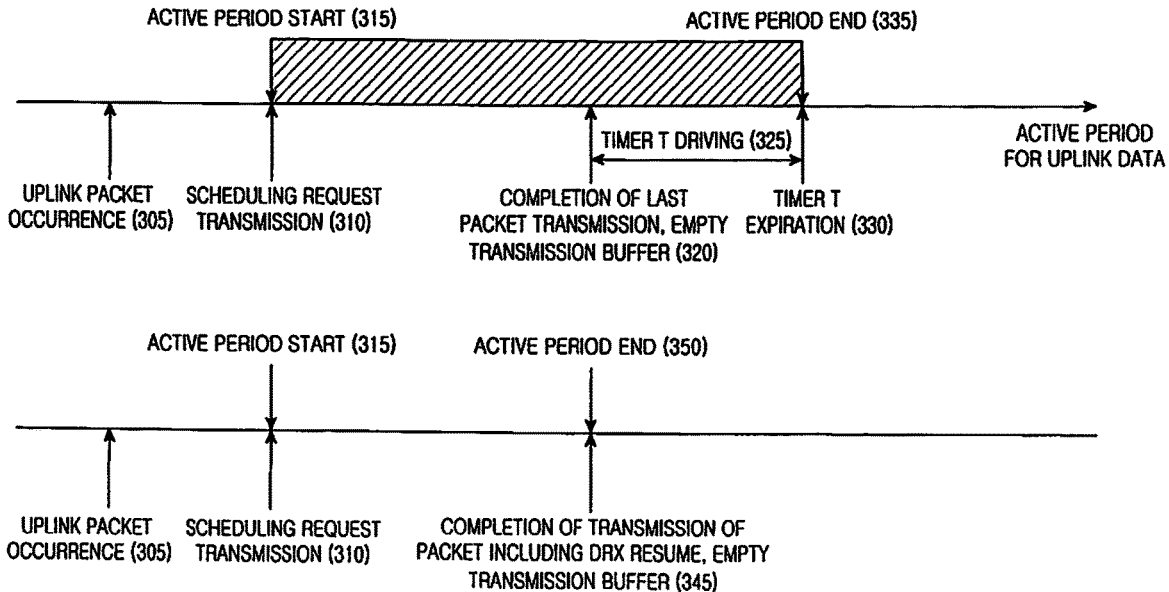 ACTIVE PERIOD START (315)
ACTIVE PERIOD END (335)
TIMER T DRIVING (325)
ACTIVE PERIOD
FOR UPLINK DATA
UPLINK PACKET
OCCURRENCE (305)
SCHEDULING REQUEST
TRANSMISSION (310)
COMPLETION OF LAST
PACKET TRANSMISSION, EMPTY
TRANSMISSION BUFFER (320)
TIMER T
EXPIRATION (330)
ACTIVE PERIOD START (315)
ACTIVE PERIOD END (350)
UPLINK PACKET
OCCURRENCE (305)
SCHEDULING REQUEST
TRANSMISSION (310)
COMPLETION OF TRANSMISSION OF
PACKET INCLUDING DRX RESUME, EMPTY
TRANSMISSION BUFFER (345)